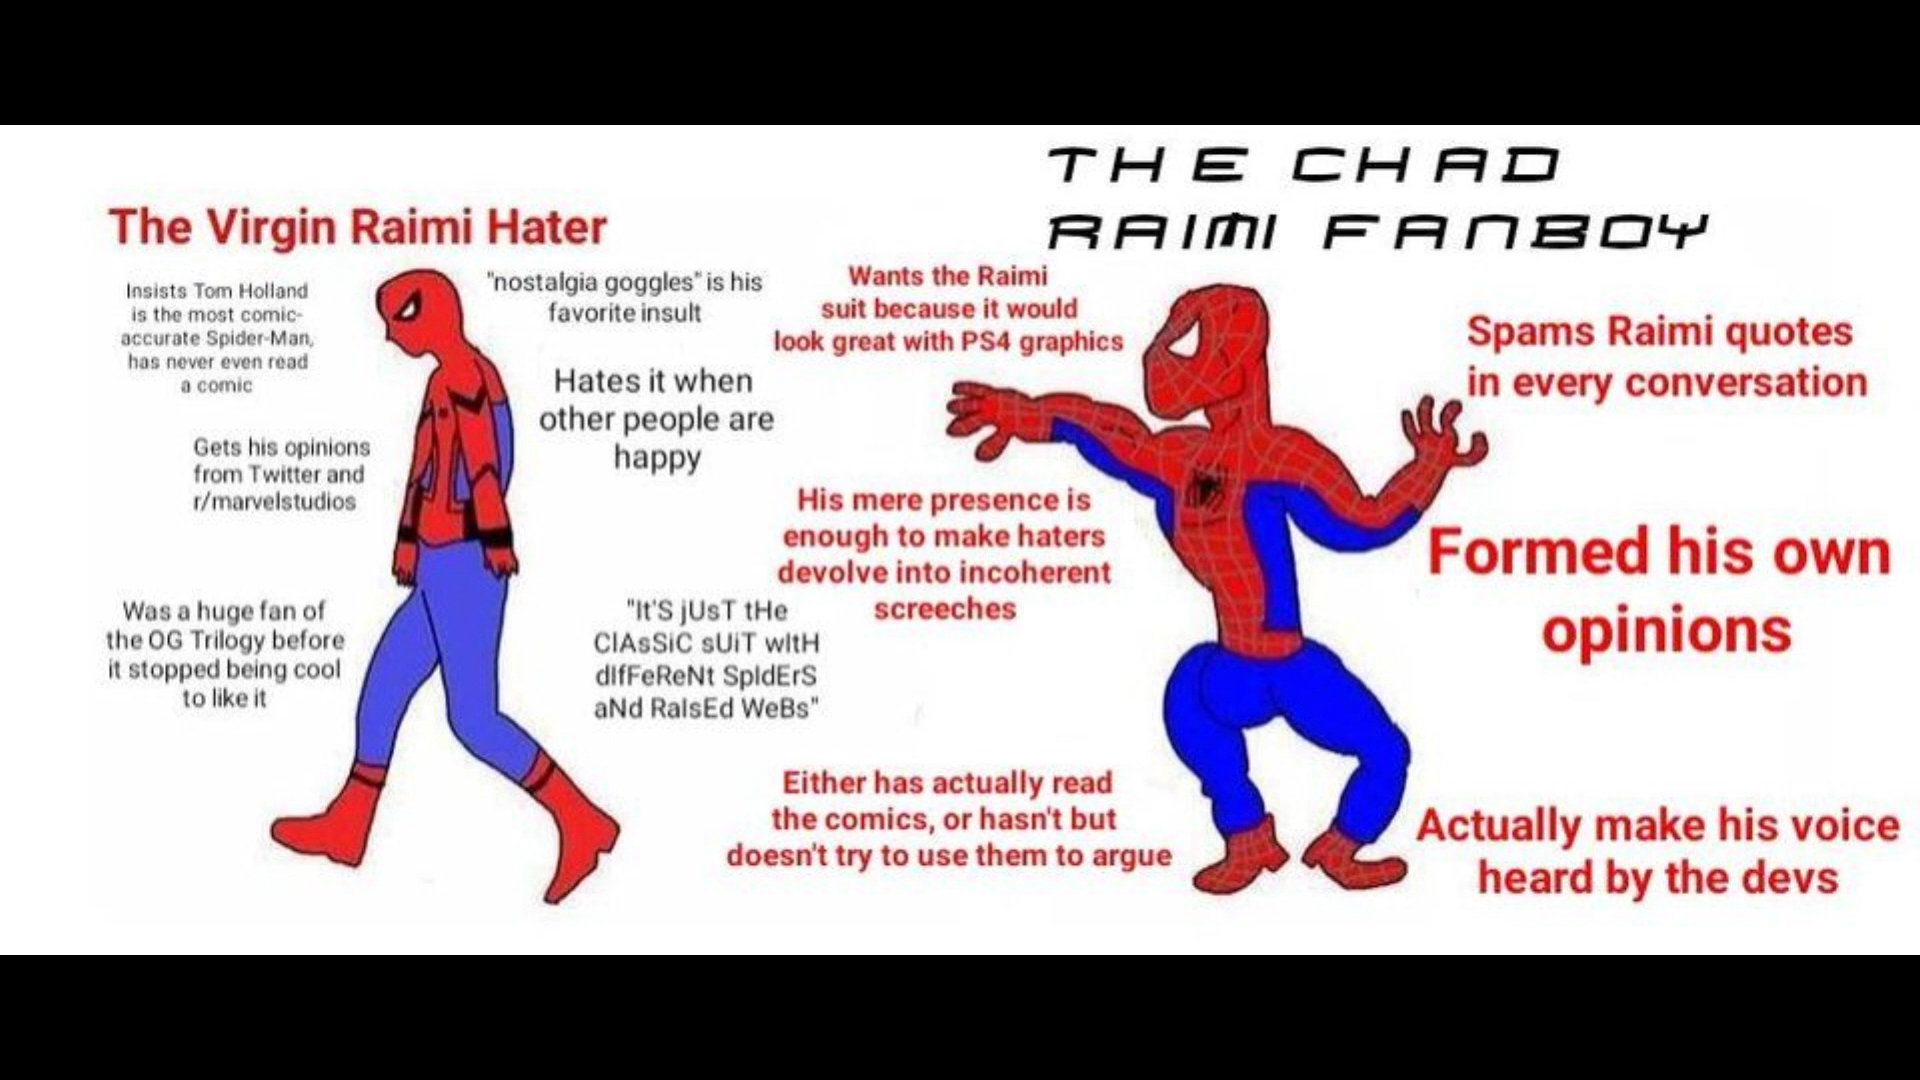 The Virgin Raimi Hater
Insists Tom Holland
is the most comic-
accurate Spider-Man,
has never even read
a comic
"nostalgia goggles" is his
favorite insult
Hates it when
other people are
happy
Gets his opinions
from Twitter and
r/marvelstudios
Was a huge fan of
the OG Trilogy before
it stopped being cool
to like it
"It'S jUsT tHe
ClAsSiC sUiT wItH
dIfFeReNt SpIdErS
aNd RaIsEd WeBs"
THE CHAD
RAIMI FANBOY
Wants the Raimi
suit because it would
look great with PS4 graphics
Spams Raimi quotes
in every conversation
His mere presence is
enough to make haters
devolve into incoherent
screeches
Formed his own
opinions
Either has actually read
the comics, or hasn't but
doesn't try to use them to argue
Actually make his voice
heard by the devs